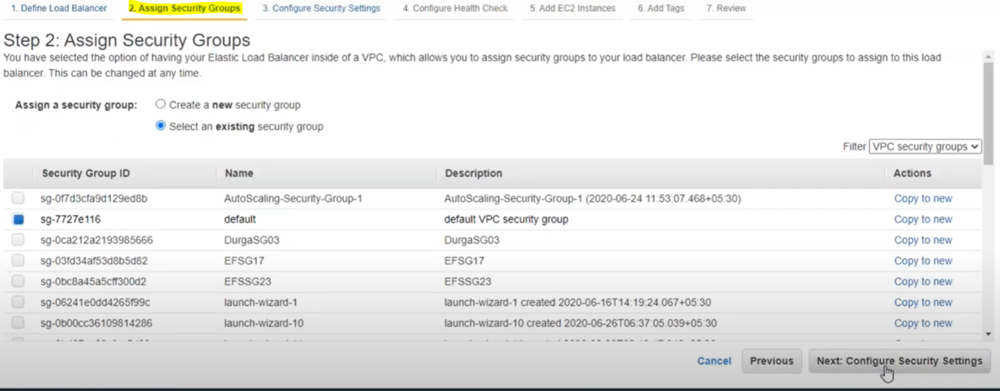 1. Define Load Balancer 2. Assign Security Groups 3. Configure Security Settings 4. Configure Health Check 5. Add EC2 Instances 6. Add Tags 7. Review
Step 2: Assign Security Groups
You have selected the option of having your Elastic Load Balancer inside of a VPC, which allows you to assign security groups to your load balancer. Please select the security groups to assign to this load
balancer. This can be changed at any time.
Assign a security group: Create a new security group
Select an existing security group
Filter VPC security groups
Security Group ID Name Description Actions
sg-0f7d3cfa9d129ed8b AutoScaling-Security-Group-1 AutoScaling-Security-Group-1 (2020-06-24 11:53:07.468+05:30) Copy to new
sg-7727e116 default default VPC security group Copy to new
sg-0ca212a2193985666 DurgaSG03 DurgaSG03 Copy to new
sg-03fd34af53d8b5d82 EFSG17 EFSG17 Copy to new
sg-0bc8a45a5cff300d2 EFSSG23 EFSSG23 Copy to new
sg-06241e0dd4265f99c launch-wizard-1 launch-wizard-1 created 2020-06-16T14:19:24.067+05:30 Copy to new
sg-0b00cc36109814286 launch-wizard-10 launch-wizard-10 created 2020-06-26T06:37:05.039+05:30 Copy to new
Cancel Previous Next: Configure Security Settings